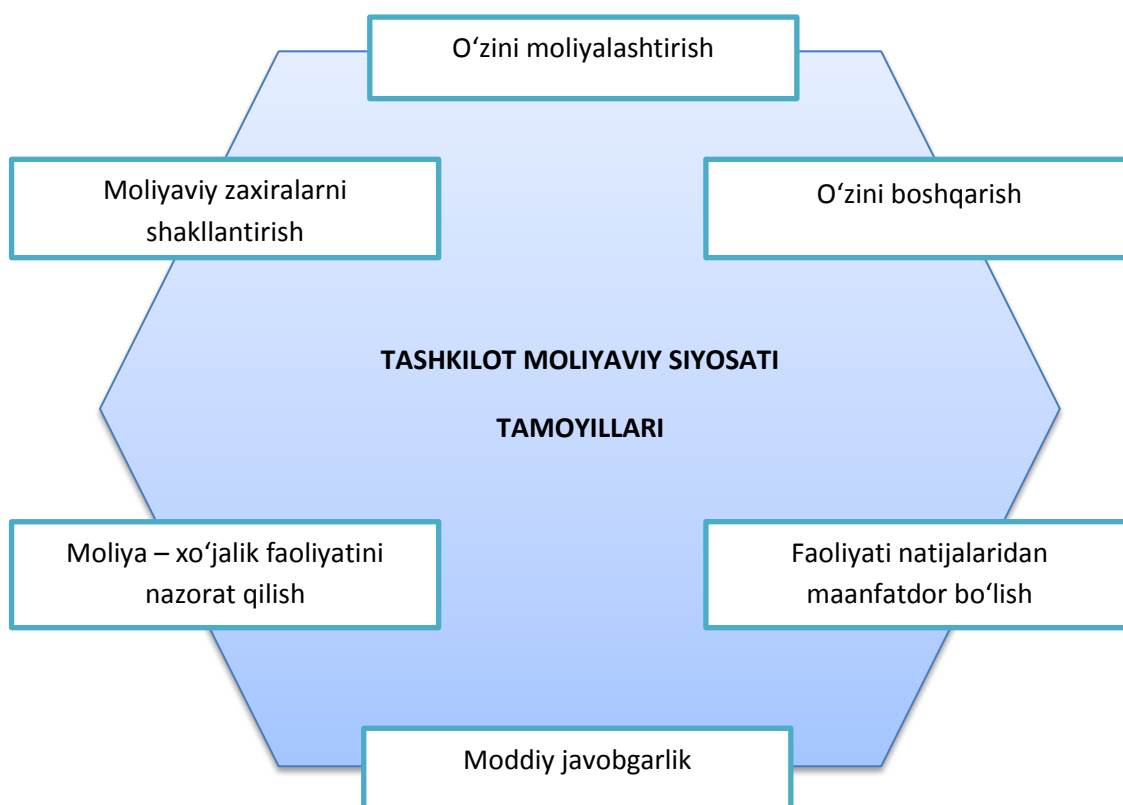 O‘zini moliyalashtirish
Moliyaviy zaxiralarni
shakllantirish
O‘zini boshqarish
TASHKILOT MOLIYAVIY SIYOSATI
TAMOYILLARI
Moliya – xo‘jalik faoliyatini
nazorat qilish
Faoliyati natijalaridan
maanfatdor bo‘lish
Moddiy javobgarlik